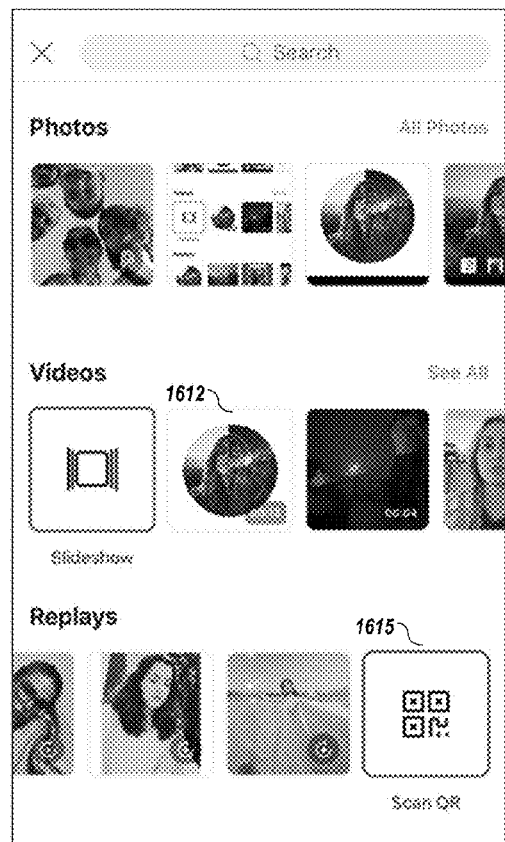 Search
Photos
All Photos
Videos
See All
1612
Slideshow
Replays
1615
Scan QR